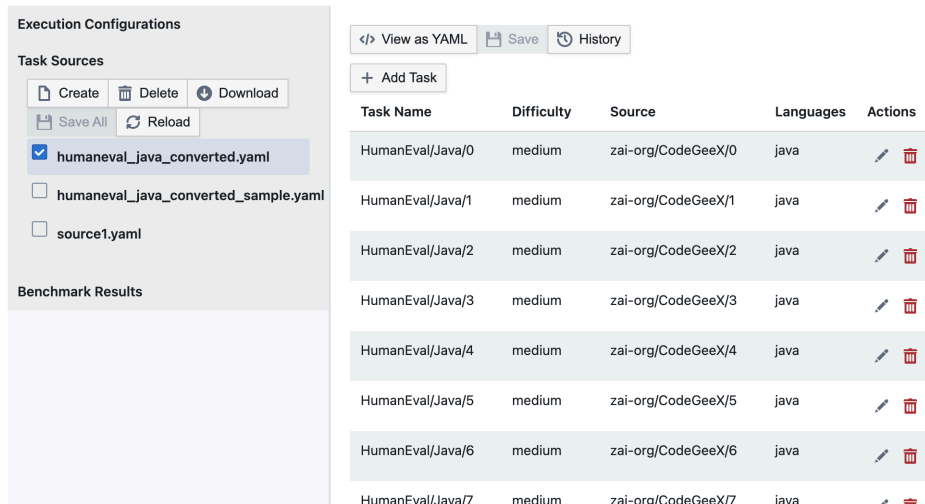 Execution Configurations
Task Sources
Create Delete Download
Save All Reload
humaneval_java_converted.yaml
humaneval_java_converted_sample.yaml
source1.yaml
Benchmark Results
</> View as YAML Save History
+ Add Task
Task Name Difficulty Source Languages Actions
HumanEval/Java/0 medium zai-org/CodeGeeX/0 java
HumanEval/Java/1 medium zai-org/CodeGeeX/1 java
HumanEval/Java/2 medium zai-org/CodeGeeX/2 java
HumanEval/Java/3 medium zai-org/CodeGeeX/3 java
HumanEval/Java/4 medium zai-org/CodeGeeX/4 java
HumanEval/Java/5 medium zai-org/CodeGeeX/5 java
HumanEval/Java/6 medium zai-org/CodeGeeX/6 java
HumanEval/Java/7 medium zai-org/CodeGeeX/7 java